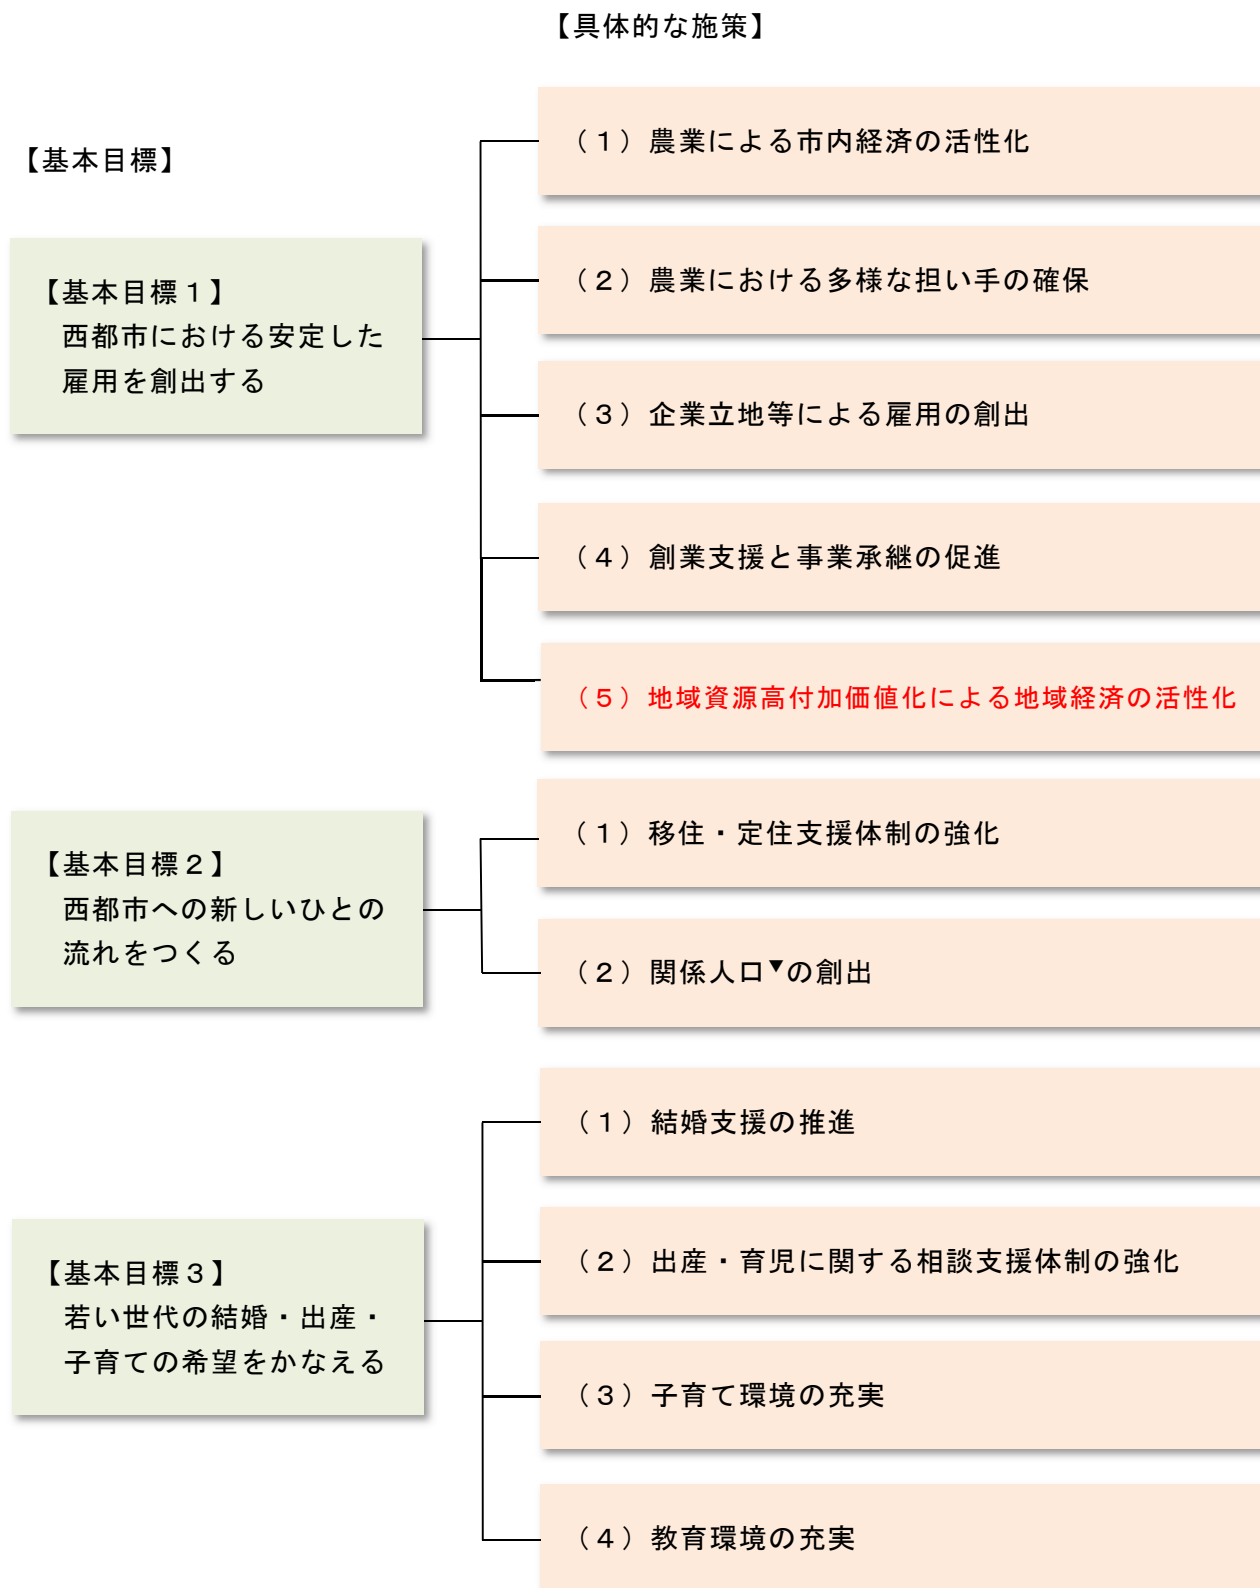 【具体的な施策】
【基本目標】
【基本目標１】
西都市における安定した
雇用を創出する
（１）農業による市内経済の活性化
（２）農業における多様な担い手の確保
（３）企業立地等による雇用の創出
（４）創業支援と事業承継の促進
（５）地域資源高付加価値化による地域経済の活性化
【基本目標２】
西都市への新しいひとの
流れをつくる
（１）移住・定住支援体制の強化
（２）関係人口▼の創出
【基本目標３】
若い世代の結婚・出産・
子育ての希望をかなえる
（１）結婚支援の推進
（２）出産・育児に関する相談支援体制の強化
（３）子育て環境の充実
（４）教育環境の充実